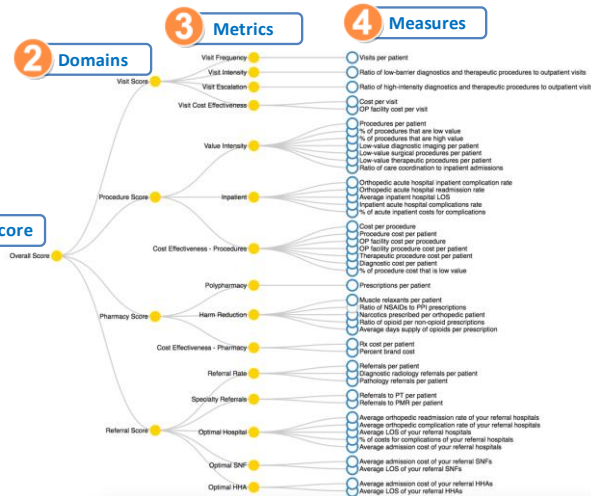 4 Measures
3 Metrics
2 Domains
core
Overall Score
Visit Score
Procedure Score
Pharmacy Score
Referral Score
Visit Frequency
Visit Intensity
Visit Escalation
Visit Cost Effectiveness
Value Intensity
Inpatient
Cost Effectiveness - Procedures
Polypharmacy
Harm Reduction
Cost Effectiveness - Pharmacy
Referral Rate
Specialty Referrals
Optimal Hospital
Optimal SNF
Optimal HHA
Visits per patient
Ratio of low-barrier diagnostics and therapeutic procedures to outpatient visits
Ratio of high-intensity diagnostics and therapeutic procedures to outpatient visits
Cost per visit
OP facility cost per visit
Procedures per patient
% of procedures that are low value
% of procedures that are high value
Low-value diagnostic imaging per patient
Low-value surgical procedures per patient
Low-value therapeutic procedures per patient
Ratio of care coordination to inpatient admissions
Orthopedic acute hospital inpatient complication rate
Orthopedic acute hospital readmission rate
Average inpatient hospital LOS
Inpatient acute hospital complications rate
% of acute inpatient costs for complications
Cost per procedure
Procedure cost per patient
OP facility cost per procedure
OP facility procedure cost per patient
Therapeutic procedure cost per patient
Diagnostic cost per patient
% of procedure cost that is low value
Prescriptions per patient
Muscle relaxants per patient
Ratio of NSAIDs to PPI prescriptions
Narcotics prescribed per orthopedic patient
Ratio of opioid per non-opioid prescriptions
Average days supply of opioids per prescription
Rx cost per patient
Percent brand cost
Referrals per patient
Diagnostic radiology referrals per patient
Pathology referrals per patient
Referrals to PT per patient
Referrals to PMR per patient
Average orthopedic readmission rate of your referral hospitals
Average orthopedic complication rate of your referral hospitals
Average LOS of your referral hospitals
% of costs for complications of your referral hospitals
Average admission cost of your referral hospitals
Average admission cost of your referral SNFs
Average LOS of your referral SNFs
Average admission cost of your referral HHAs
Average LOS of your referral HHAs